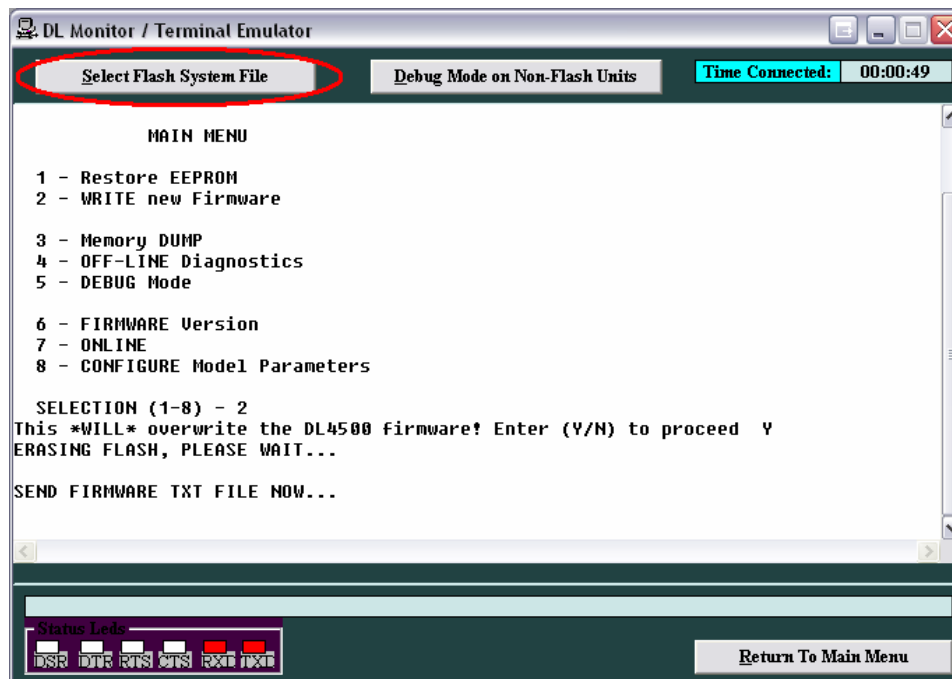 DL Monitor / Terminal Emulator
Select Flash System File Debug Mode on Non-Flash Units Time Connected: 00:00:49
MAIN MENU
1 - Restore EEPROM
2 - WRITE new Firmware
3 - Memory DUMP
4 - OFF-LINE Diagnostics
5 - DEBUG Mode
6 - FIRMWARE Version
7 - ONLINE
8 - CONFIGURE Model Parameters
SELECTION (1-8) - 2
This *WILL* overwrite the DL4500 firmware! Enter (Y/N) to proceed Y
ERASING FLASH, PLEASE WAIT...
SEND FIRMWARE TXT FILE NOW...
Status Leds
DSR DTR RTS CTS RXD TXD
Return To Main Menu